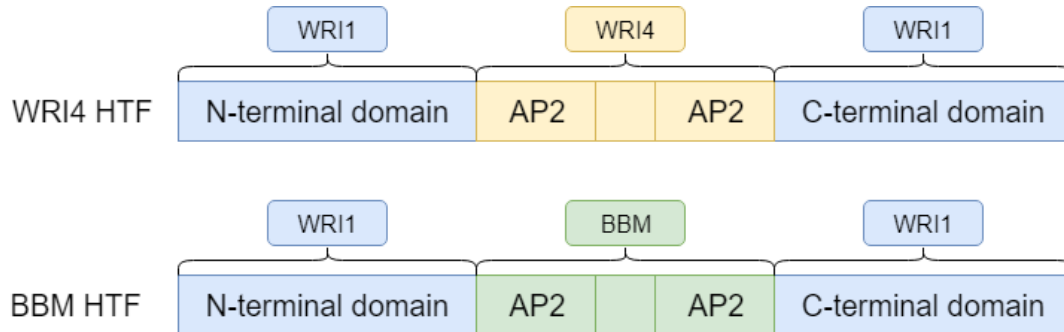 WRI1 WRI4 WRI1
WRI4 HTF N-terminal domain AP2 AP2 C-terminal domain
WRI1 BBM WRI1
BBM HTF N-terminal domain AP2 AP2 C-terminal domain